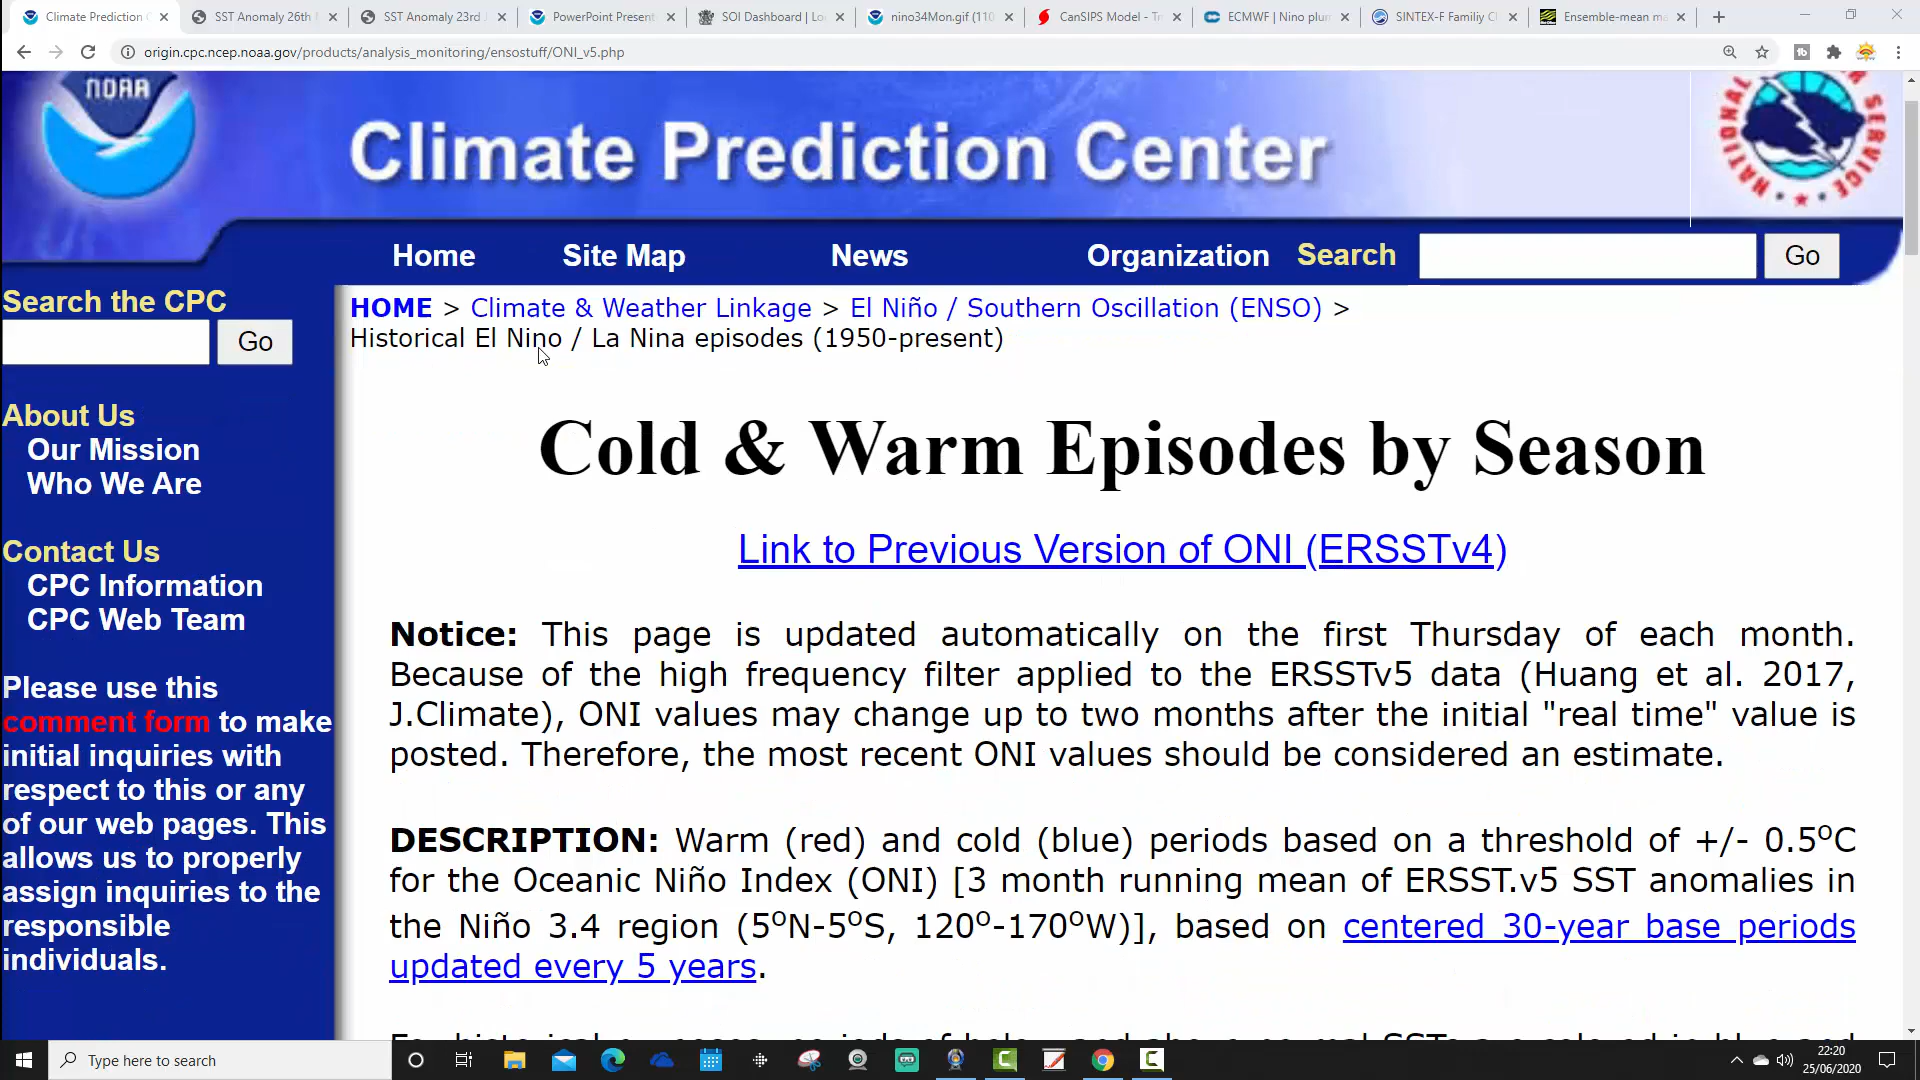 Climate Prediction C
SST Anomaly 26th
SST Anomaly 23rd J
PowerPoint Present
SOI Dashboard | Lo
nino34Mon.gif (110
CanSIPS Model - Tr
ECMWF | Nino plum
SINTEX-F Familiy C
Ensemble-mean m
origin.cpc.ncep.noaa.gov/products/analysis_monitoring/ensostuff/ONI_v5.php
NOAA
Climate Prediction Center
NATIONAL
SERVICE
Home Site Map News Organization Search Go
Search the CPC
Go
About Us
Our Mission
Who We Are
Contact Us
CPC Information
CPC Web Team
Please use this
comment form to make
initial inquiries with
respect to this or any
of our web pages. This
allows us to properly
assign inquiries to the
responsible
individuals.
HOME > Climate & Weather Linkage > El Niño / Southern Oscillation (ENSO) >
Historical El Nino / La Nina episodes (1950-present)
Cold & Warm Episodes by Season
Link to Previous Version of ONI (ERSSTv4)
Notice: This page is updated automatically on the first Thursday of each month.
Because of the high frequency filter applied to the ERSSTv5 data (Huang et al. 2017,
J.Climate), ONI values may change up to two months after the initial "real time" value is
posted. Therefore, the most recent ONI values should be considered an estimate.
DESCRIPTION: Warm (red) and cold (blue) periods based on a threshold of +/- 0.5°C
for the Oceanic Niño Index (ONI) [3 month running mean of ERSST.v5 SST anomalies in
the Niño 3.4 region (5°N-5°S, 120°-170°W)], based on centered 30-year base periods
updated every 5 years.
Type here to search
22:20
25/06/2020